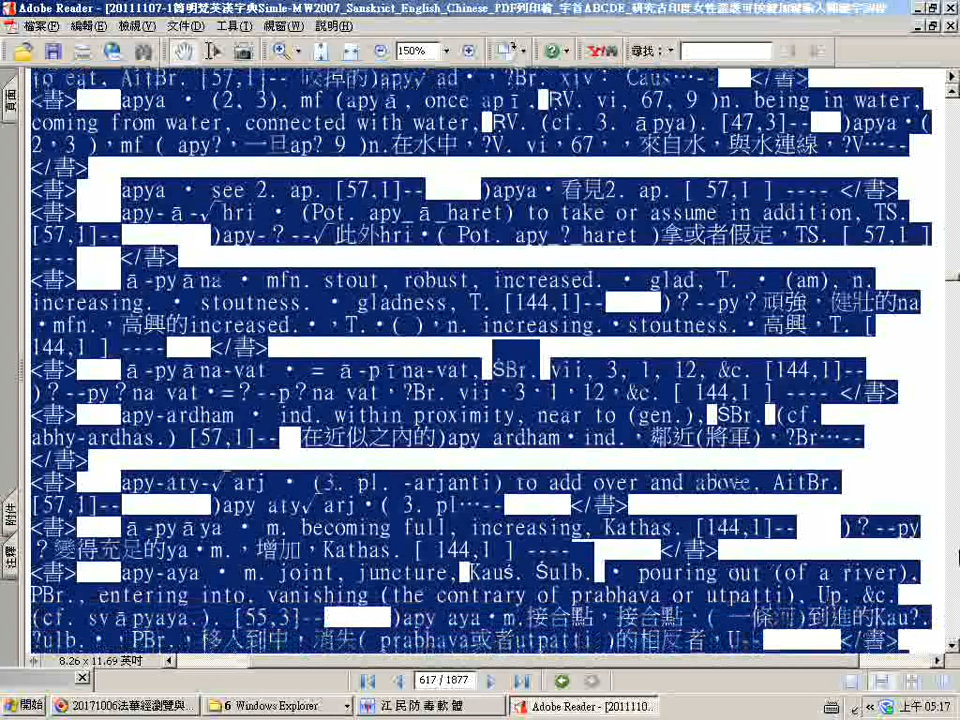 Adobe Reader - [20111107-1簡明梵英漢字典Simle-MW2007_Sanskrict_English_Chinese_PDF列印檔_字首ABCDE_研究古印度女性
檔案(F) 編輯(E) 檢視(V) 文件(D) 工具(T) 視窗(W) 說明(H)
150% 尋找:
頁面
to eat, AitBr. [57,1]-- 吃掉的)apy√ ad・, ?Br. xiv: Caus…-- </書>
<書> apya ・ (2, 3), mf (apyā, once apī, RV. vi, 67, 9 )n. being in water,
coming from water, connected with water, RV. (cf. 3. āpya). [47,3]-- )apya・(
2，3 )，mf ( apy?，一旦ap? 9 )n.在水中，?V. vi，67，，來自水，與水連線，?V…--
</書>
<書> apya ・ see 2. ap. [57,1]-- )apya・看見2. ap. [ 57,1 ] ---- </書>
<書> apy-ā-√hri ・ (Pot. apy_ā_haret) to take or assume in addition, TS.
[57,1]-- )apy-？--√此外hri・( Pot. apy_?_haret )拿或者假定，TS. [ 57,1 ]
---- </書>
<書> ā-pyāna ・ mfn. stout, robust, increased. ・ glad, T. ・ (am), n.
increasing. ・ stoutness. ・ gladness, T. [144,1]-- )？--py？頑強，健壯的na
・mfn.，高興的increased.・，T.・( )，n. increasing.・stoutness.・高興，T. [
144,1 ] ---- </書>
<書> ā-pyāna-vat ・ = ā-pīna-vat, ŚBr. vii, 3, 1, 12, &c. [144,1]--
)？--py？na vat・=？--p？na vat，?Br. vii・3・1，12，&c. [ 144,1 ] ---- </書>
<書> apy-ardham ・ ind. within proximity, near to (gen.), ŚBr. (cf.
abhy-ardhas.) [57,1]-- 在近似之內的)apy ardham・ind.，鄰近(將軍)，?Br…--
</書>
<書> apy-aty-√arj ・ (3. pl. -arjanti) to add over and above, AitBr.
[57,1]-- )apy aty√arj・( 3. pl…-- </書>
<書> ā-pyāya ・ m. becoming full, increasing, Kathas. [144,1]-- )？--py
？變得充足的ya・m.，增加，Kathas. [ 144,1 ] ---- </書>
<書> apy-aya ・ m. joint, juncture, Kauś. Śulb. ・ pouring out (of a river),
PBr., entering into, vanishing (the contrary of prabhava or utpatti), Up. &c.
(cf. svāpyaya.). [55,3]-- )apy aya・m.接合點，接合點・(一條河)到進的Kau?.
?ulb.・，PBr.，移入到中，消失( prabhava或者utpatti)的相反者，U… </書>
附件
注釋
8.26 x 11.69 英吋
617 / 1877
開始 20171006法華經瀏覽與... 6 Windows Explorer 江民防毒軟體 Adobe Reader - [2011110... 上午 05:17